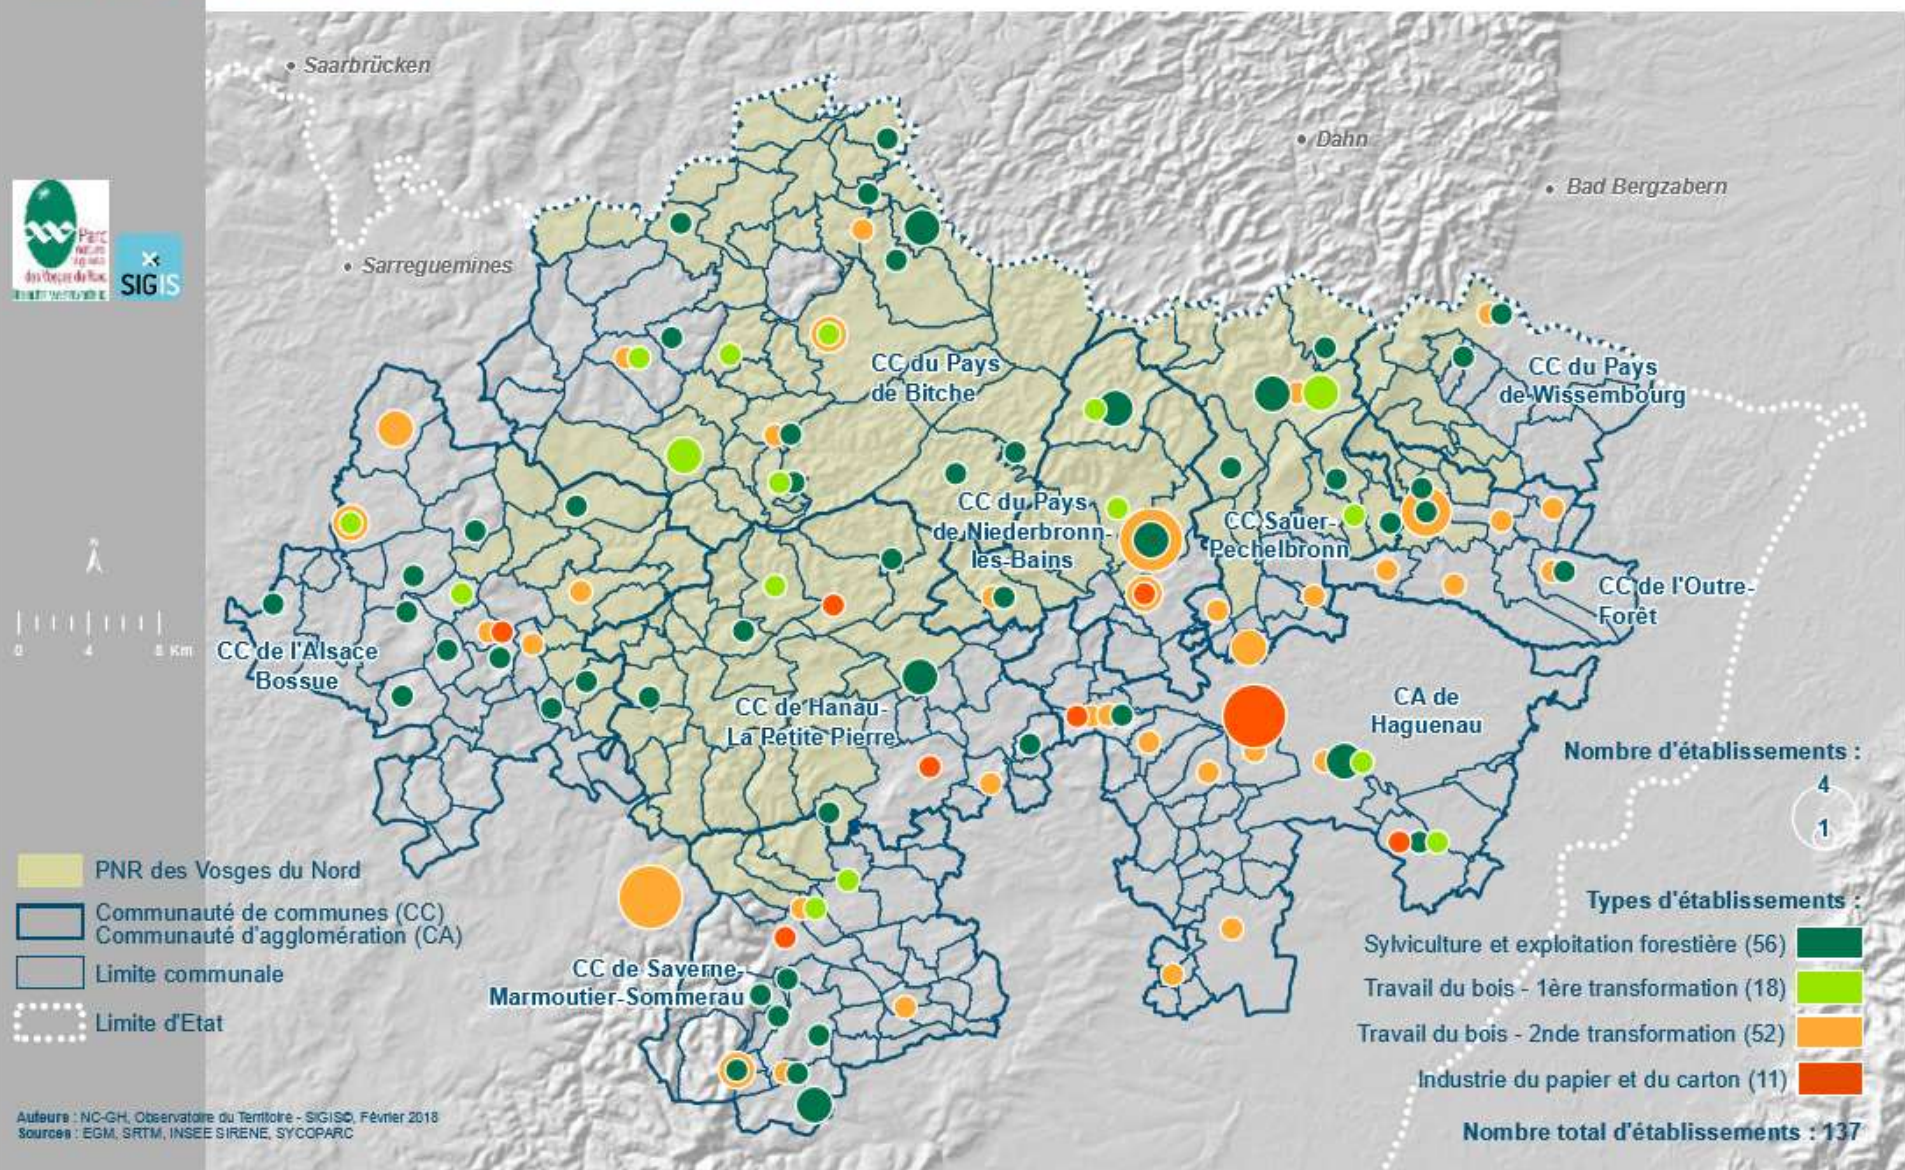 Saarbrücken
Dahn
Bad Bergzabern
Sarreguemines
Parc
SIGIS
CC du Pays
de Bitche
CC du Pays
de Wissembourg
CC du Pays
de Niederbronn-
les-Bains
CC Sauer-
Pechelbronn
CC de l'Outre-
Forêt
CC de l'Alsace
Bossue
CC de Hanau-
La Petite Pierre
CA de
Haguenau
CC de Saverne-
Marmoutier-Sommerau
N
0 4 8 Km
PNR des Vosges du Nord
Communauté de communes (CC)
Communauté d'agglomération (CA)
Limite communale
Limite d'Etat
Nombre d'établissements :
4
1
Types d'établissements :
Sylviculture et exploitation forestière (56)
Travail du bois - 1ère transformation (18)
Travail du bois - 2nde transformation (52)
Industrie du papier et du carton (11)
Nombre total d'établissements : 137
Auteurs : NC-GH, Observatoire du Territoire - SIGIS©, Février 2018
Sources : EGM, SRTM, INSEE SIRENE, SYCOPARC